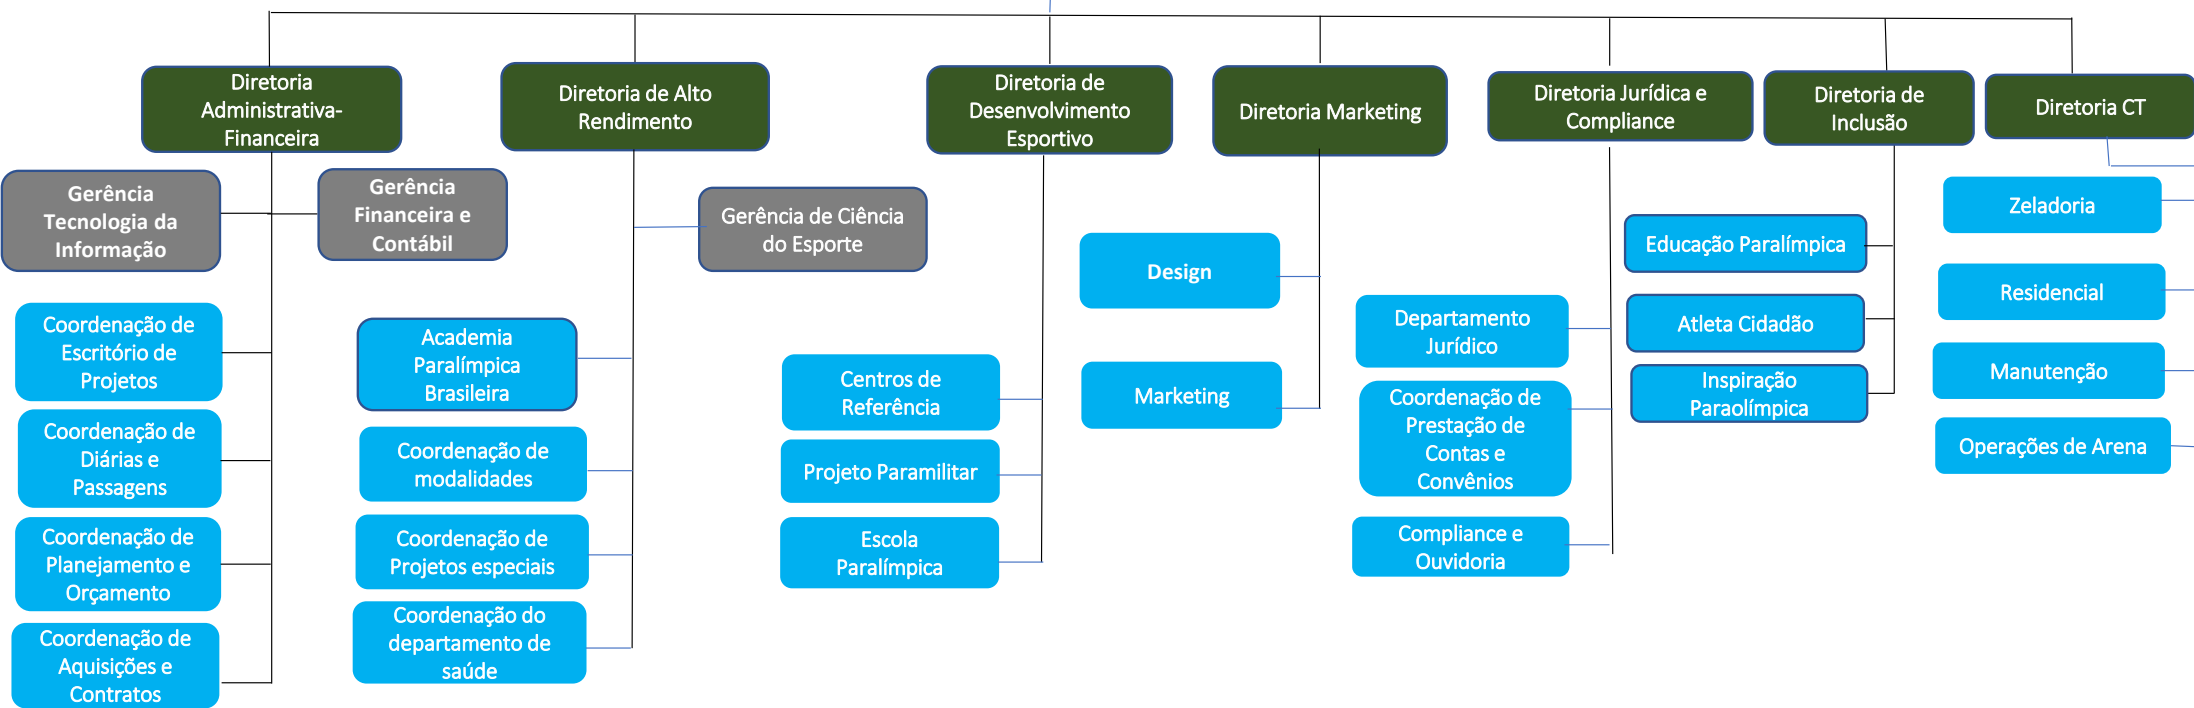 Diretoria
Administrativa-
Financeira
Diretoria de Alto
Rendimento
Diretoria de
Desenvolvimento
Esportivo
Diretoria Marketing
Diretoria Jurídica e
Compliance
Diretoria de
Inclusão
Diretoria CT
Gerência
Tecnologia da
Informação
Gerência
Financeira e
Contábil
Coordenação de
Escritório de
Projetos
Coordenação de
Diárias e
Passagens
Coordenação de
Planejamento e
Orçamento
Coordenação de
Aquisições e
Contratos
Gerência de Ciência
do Esporte
Academia
Paralímpica
Brasileira
Coordenação de
modalidades
Coordenação de
Projetos especiais
Coordenação do
departamento de
saúde
Centros de
Referência
Projeto Paramilitar
Escola
Paralímpica
Design
Marketing
Departamento
Jurídico
Coordenação de
Prestação de
Contas e
Convênios
Compliance e
Ouvidoria
Educação Paralímpica
Atleta Cidadão
Inspiração
Paraolímpica
Zeladoria
Residencial
Manutenção
Operações de Arena